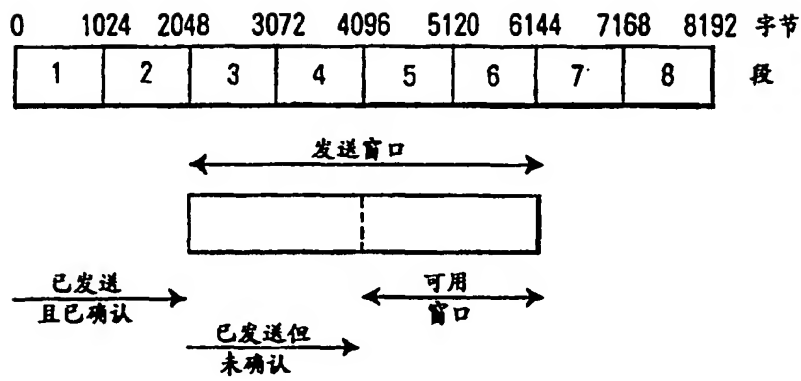 0 1024 2048 3072 4096 5120 6144 7168 8192 字节
1 2 3 4 5 6 7 8 段
发送窗口
已发送
且已确认
可用
窗口
已发送但
未确认